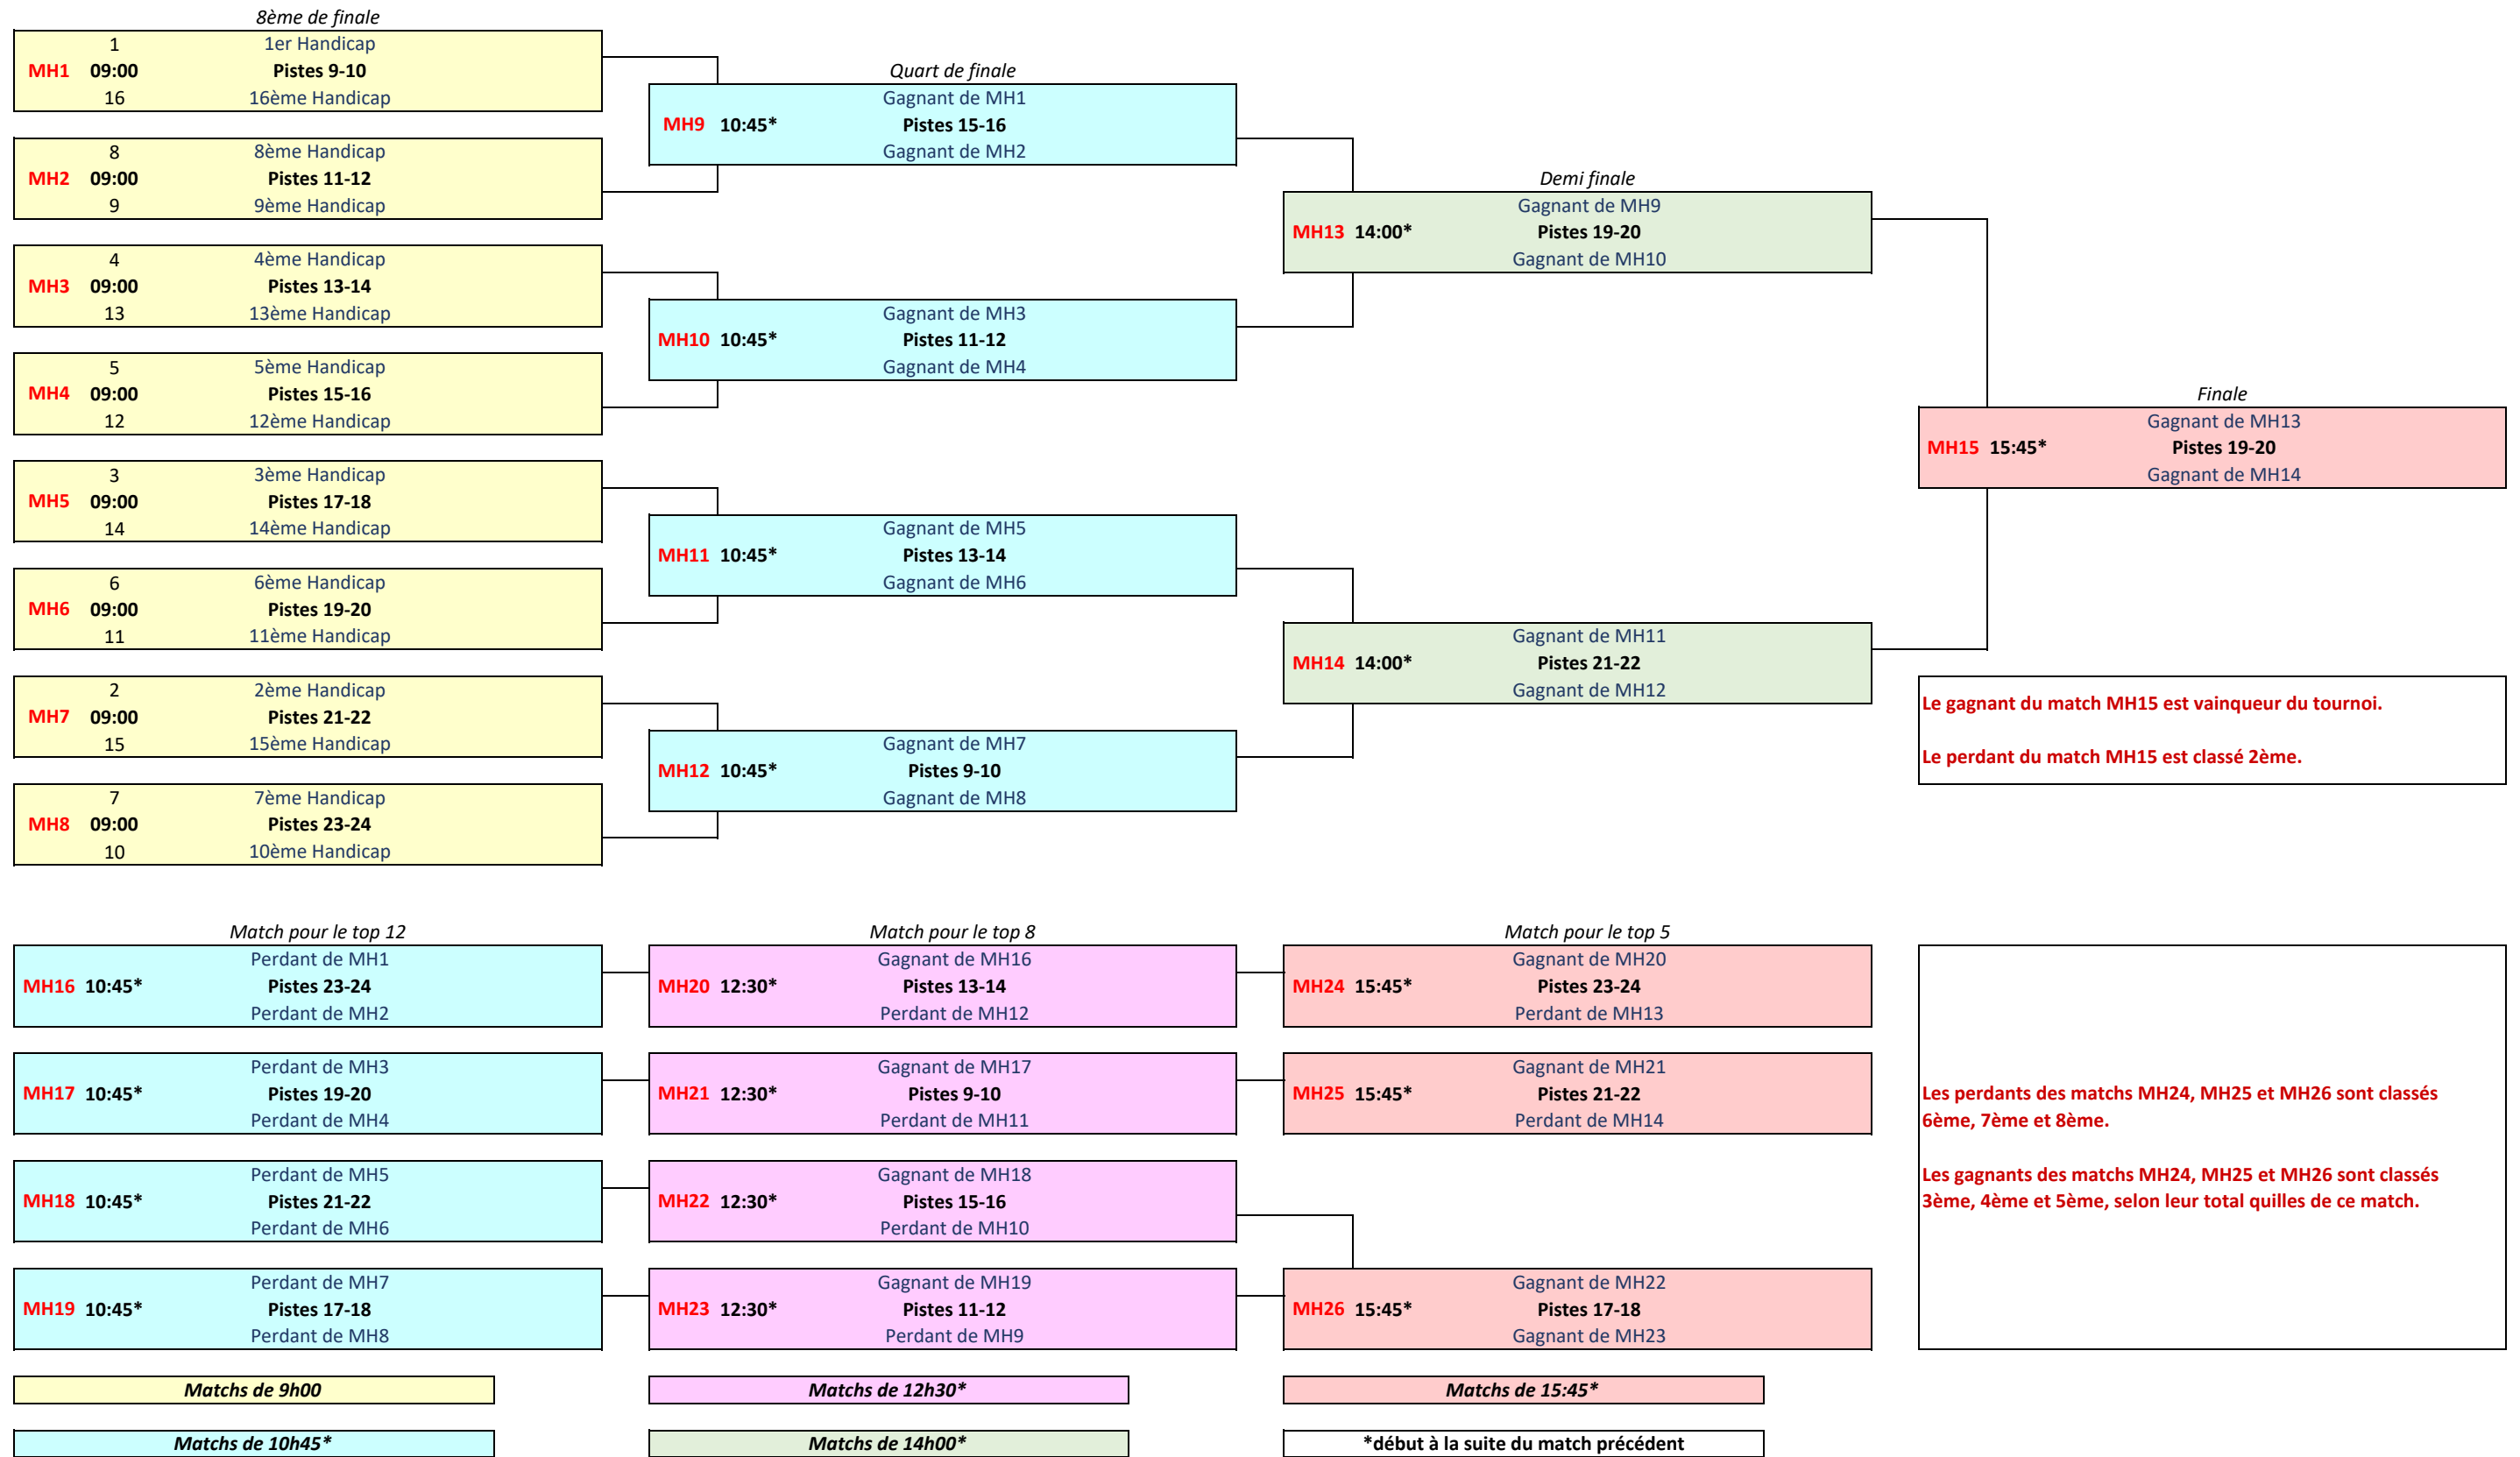 8ème de finale
1 1er Handicap
MH1 09:00 Pistes 9-10
16 16ème Handicap
8 8ème Handicap
MH2 09:00 Pistes 11-12
9 9ème Handicap
4 4ème Handicap
MH3 09:00 Pistes 13-14
13 13ème Handicap
5 5ème Handicap
MH4 09:00 Pistes 15-16
12 12ème Handicap
3 3ème Handicap
MH5 09:00 Pistes 17-18
14 14ème Handicap
6 6ème Handicap
MH6 09:00 Pistes 19-20
11 11ème Handicap
2 2ème Handicap
MH7 09:00 Pistes 21-22
15 15ème Handicap
7 7ème Handicap
MH8 09:00 Pistes 23-24
10 10ème Handicap
Quart de finale
Gagnant de MH1
MH9 10:45* Pistes 15-16
Gagnant de MH2
Gagnant de MH3
MH10 10:45* Pistes 11-12
Gagnant de MH4
Gagnant de MH5
MH11 10:45* Pistes 13-14
Gagnant de MH6
Gagnant de MH7
MH12 10:45* Pistes 9-10
Gagnant de MH8
Demi finale
Gagnant de MH9
MH13 14:00* Pistes 19-20
Gagnant de MH10
Gagnant de MH11
MH14 14:00* Pistes 21-22
Gagnant de MH12
Finale
Gagnant de MH13
MH15 15:45* Pistes 19-20
Gagnant de MH14
Le gagnant du match MH15 est vainqueur du tournoi.
Le perdant du match MH15 est classé 2ème.
Match pour le top 12
Perdant de MH1
MH16 10:45* Pistes 23-24
Perdant de MH2
Perdant de MH3
MH17 10:45* Pistes 19-20
Perdant de MH4
Perdant de MH5
MH18 10:45* Pistes 21-22
Perdant de MH6
Perdant de MH7
MH19 10:45* Pistes 17-18
Perdant de MH8
Match pour le top 8
Gagnant de MH16
MH20 12:30* Pistes 13-14
Perdant de MH12
Gagnant de MH17
MH21 12:30* Pistes 9-10
Perdant de MH11
Gagnant de MH18
MH22 12:30* Pistes 15-16
Perdant de MH10
Gagnant de MH19
MH23 12:30* Pistes 11-12
Perdant de MH9
Match pour le top 5
Gagnant de MH20
MH24 15:45* Pistes 23-24
Perdant de MH13
Gagnant de MH21
MH25 15:45* Pistes 21-22
Perdant de MH14
Gagnant de MH22
MH26 15:45* Pistes 17-18
Gagnant de MH23
Les perdants des matchs MH24, MH25 et MH26 sont classés
6ème, 7ème et 8ème.
Les gagnants des matchs MH24, MH25 et MH26 sont classés
3ème, 4ème et 5ème, selon leur total quilles de ce match.
Matchs de 9h00
Matchs de 12h30*
Matchs de 15:45*
Matchs de 10h45*
Matchs de 14h00*
*début à la suite du match précédent